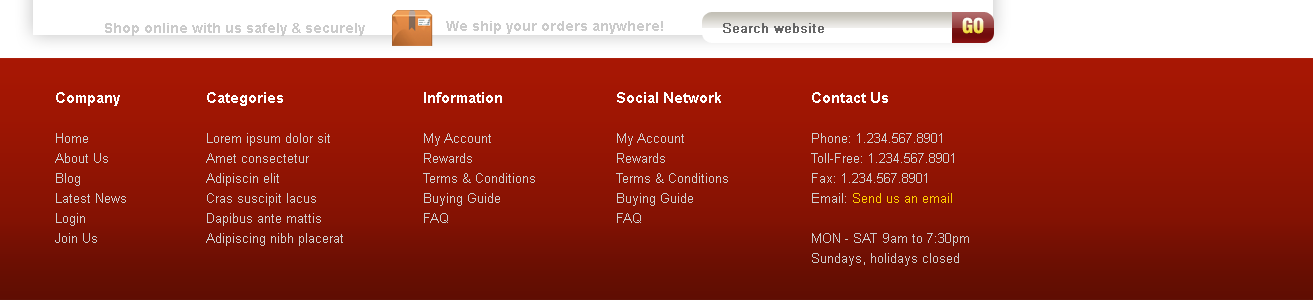 Shop online with us safely & securely
We ship your orders anywhere!
Search website
GO
Company
Home
About Us
Blog
Latest News
Login
Join Us
Categories
Lorem ipsum dolor sit
Amet consectetur
Adipiscin elit
Cras suscipit lacus
Dapibus ante mattis
Adipiscing nibh placerat
Information
My Account
Rewards
Terms & Conditions
Buying Guide
FAQ
Social Network
My Account
Rewards
Terms & Conditions
Buying Guide
FAQ
Contact Us
Phone: 1.234.567.8901
Toll-Free: 1.234.567.8901
Fax: 1.234.567.8901
Email: Send us an email
MON - SAT 9am to 7:30pm
Sundays, holidays closed